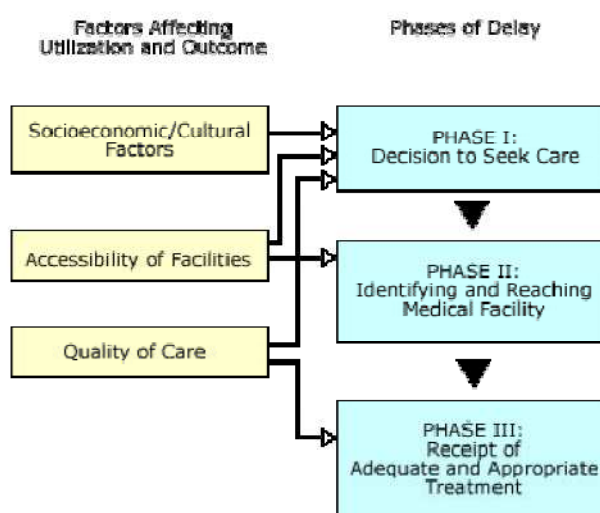 Factors Affecting
Utilization and Outcome
Phases of Delay
Socioeconomic/Cultural
Factors
PHASE I:
Decision to Seek Care
Accessibility of Facilities
PHASE II:
Identifying and Reaching
Medical Facility
Quality of Care
PHASE III:
Receipt of
Adequate and Appropriate
Treatment